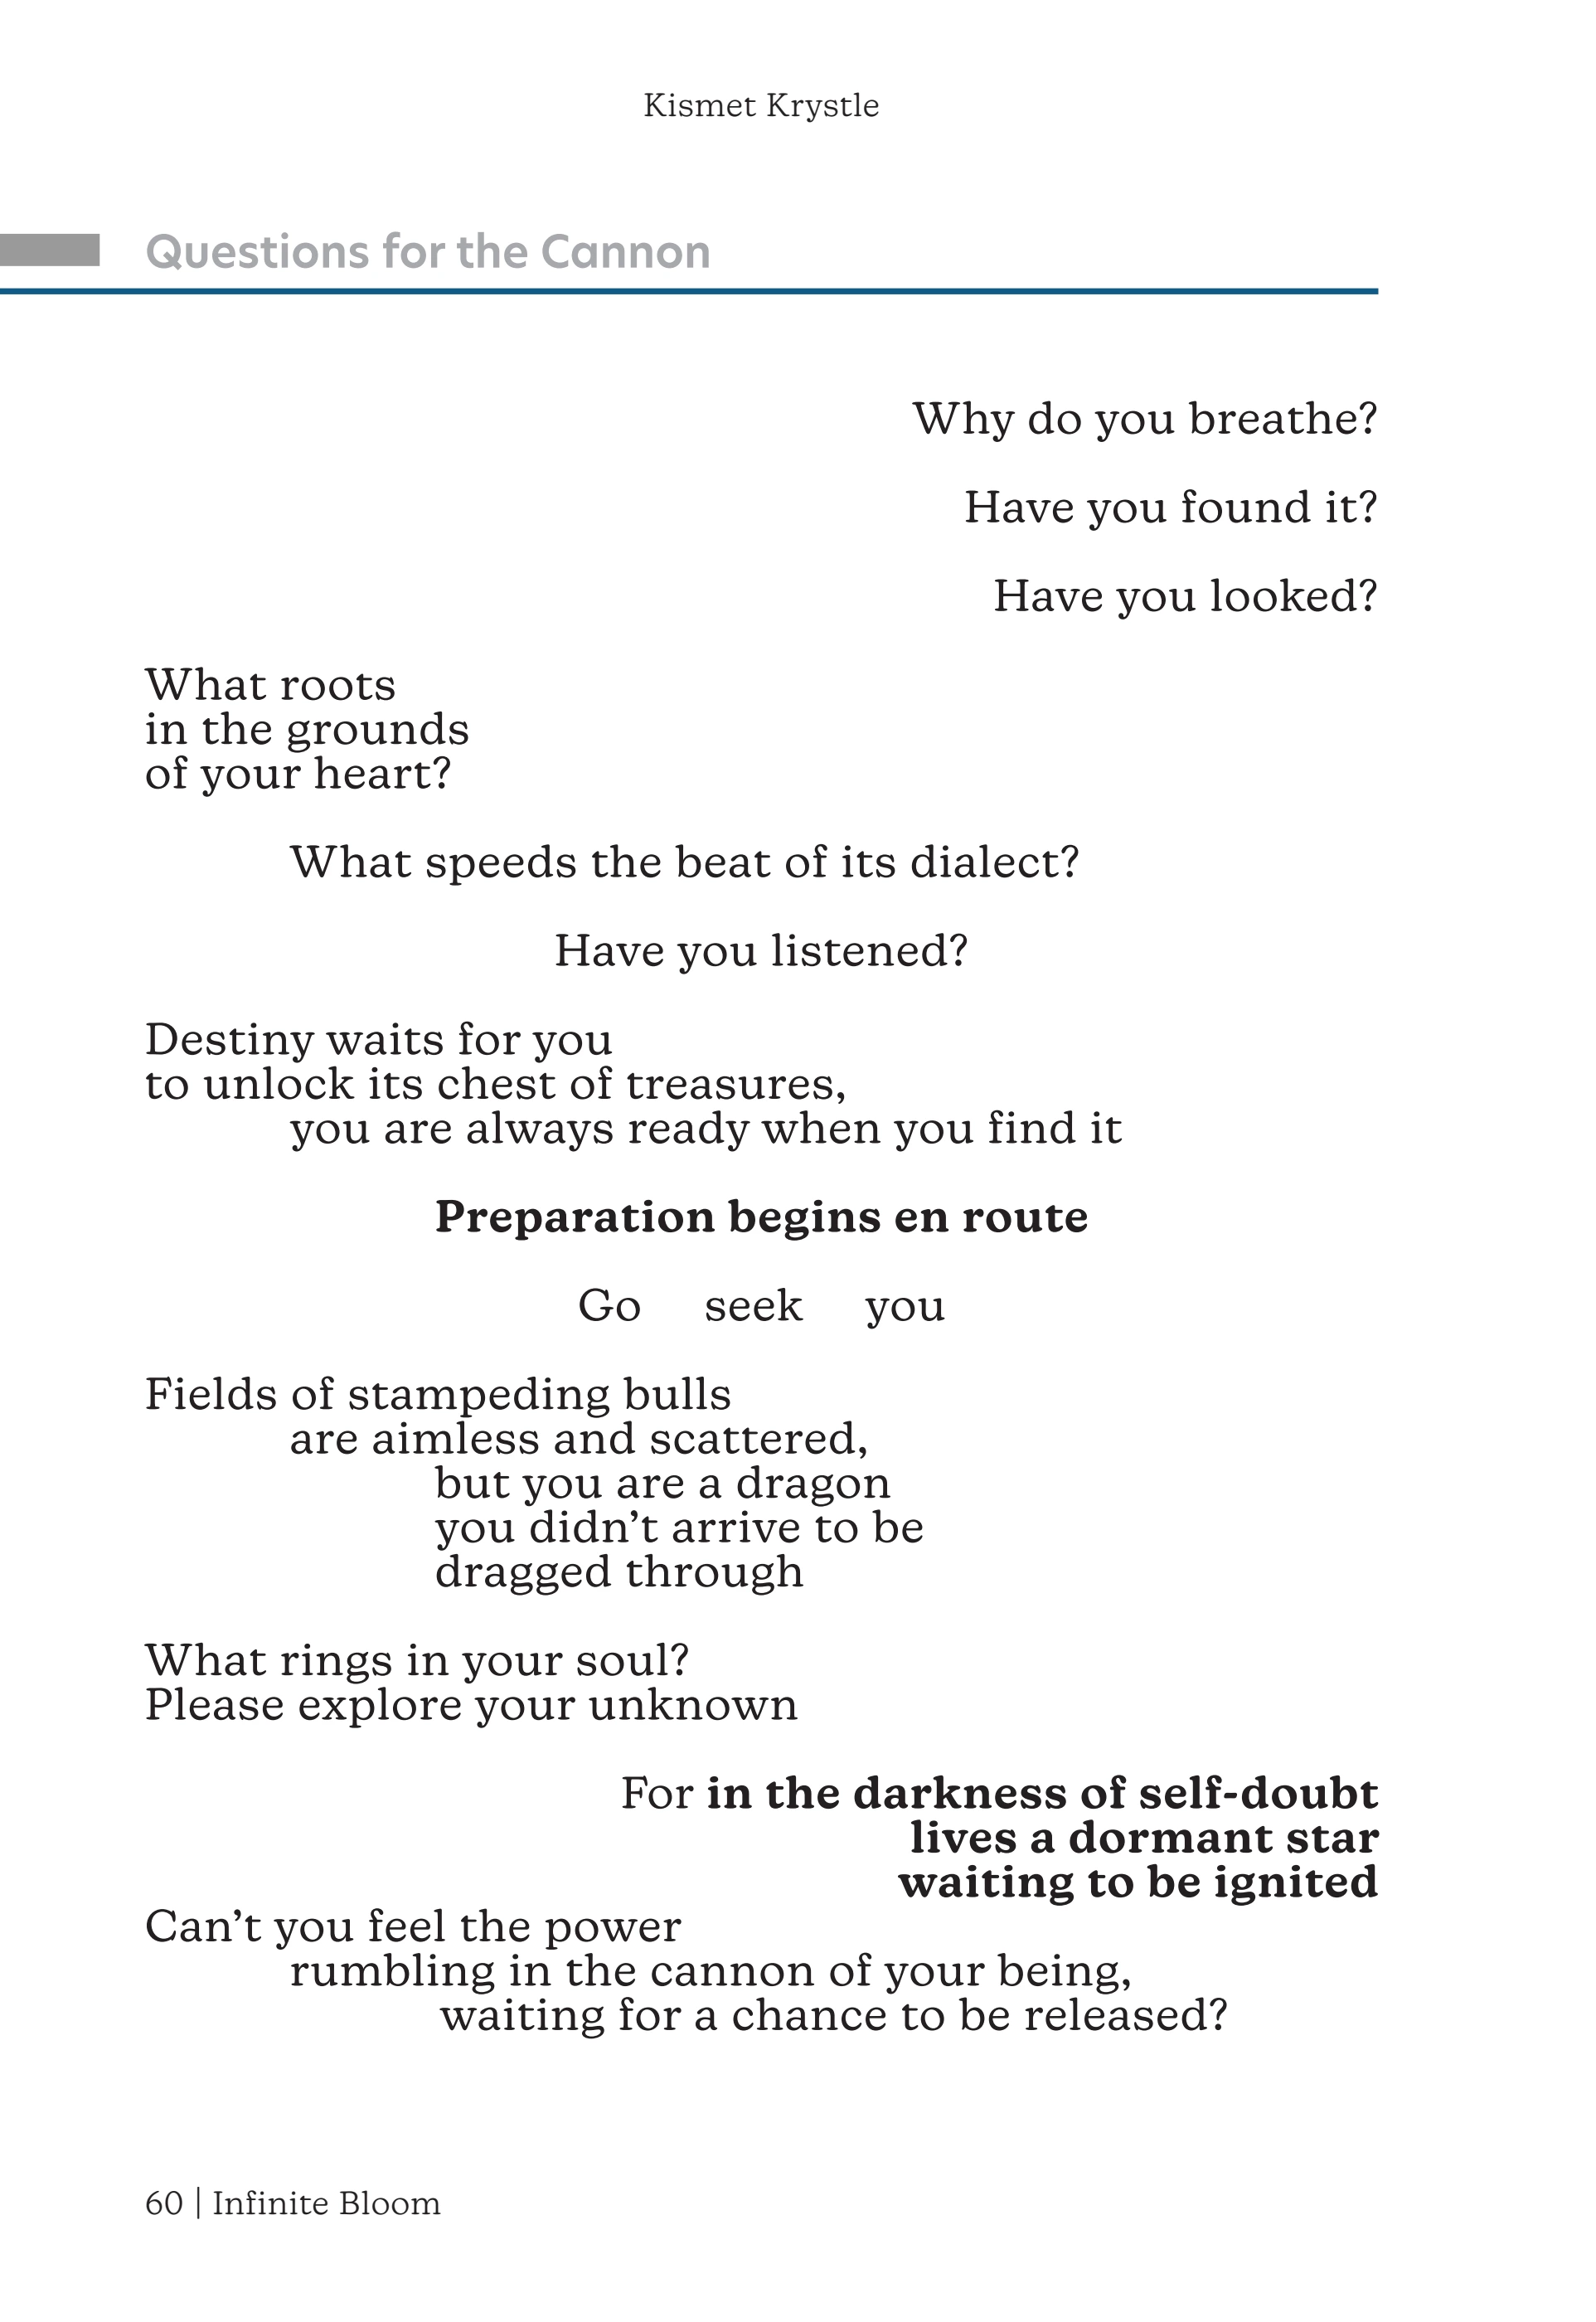 Kismet Krystle
Questions for the Cannon
Why do you breathe?
Have you found it?
Have you looked?
What roots
in the grounds
of your heart?
What speeds the beat of its dialect?
Have you listened?
Destiny waits for you
to unlock its chest of treasures,
you are always ready when you find it
Preparation begins en route
Go seek you
Fields of stampeding bulls
are aimless and scattered,
but you are a dragon
you didn’t arrive to be
dragged through
What rings in your soul?
Please explore your unknown
For in the darkness of self-doubt
lives a dormant star
waiting to be ignited
Can’t you feel the power
rumbling in the cannon of your being,
waiting for a chance to be released?
60 | Infinite Bloom